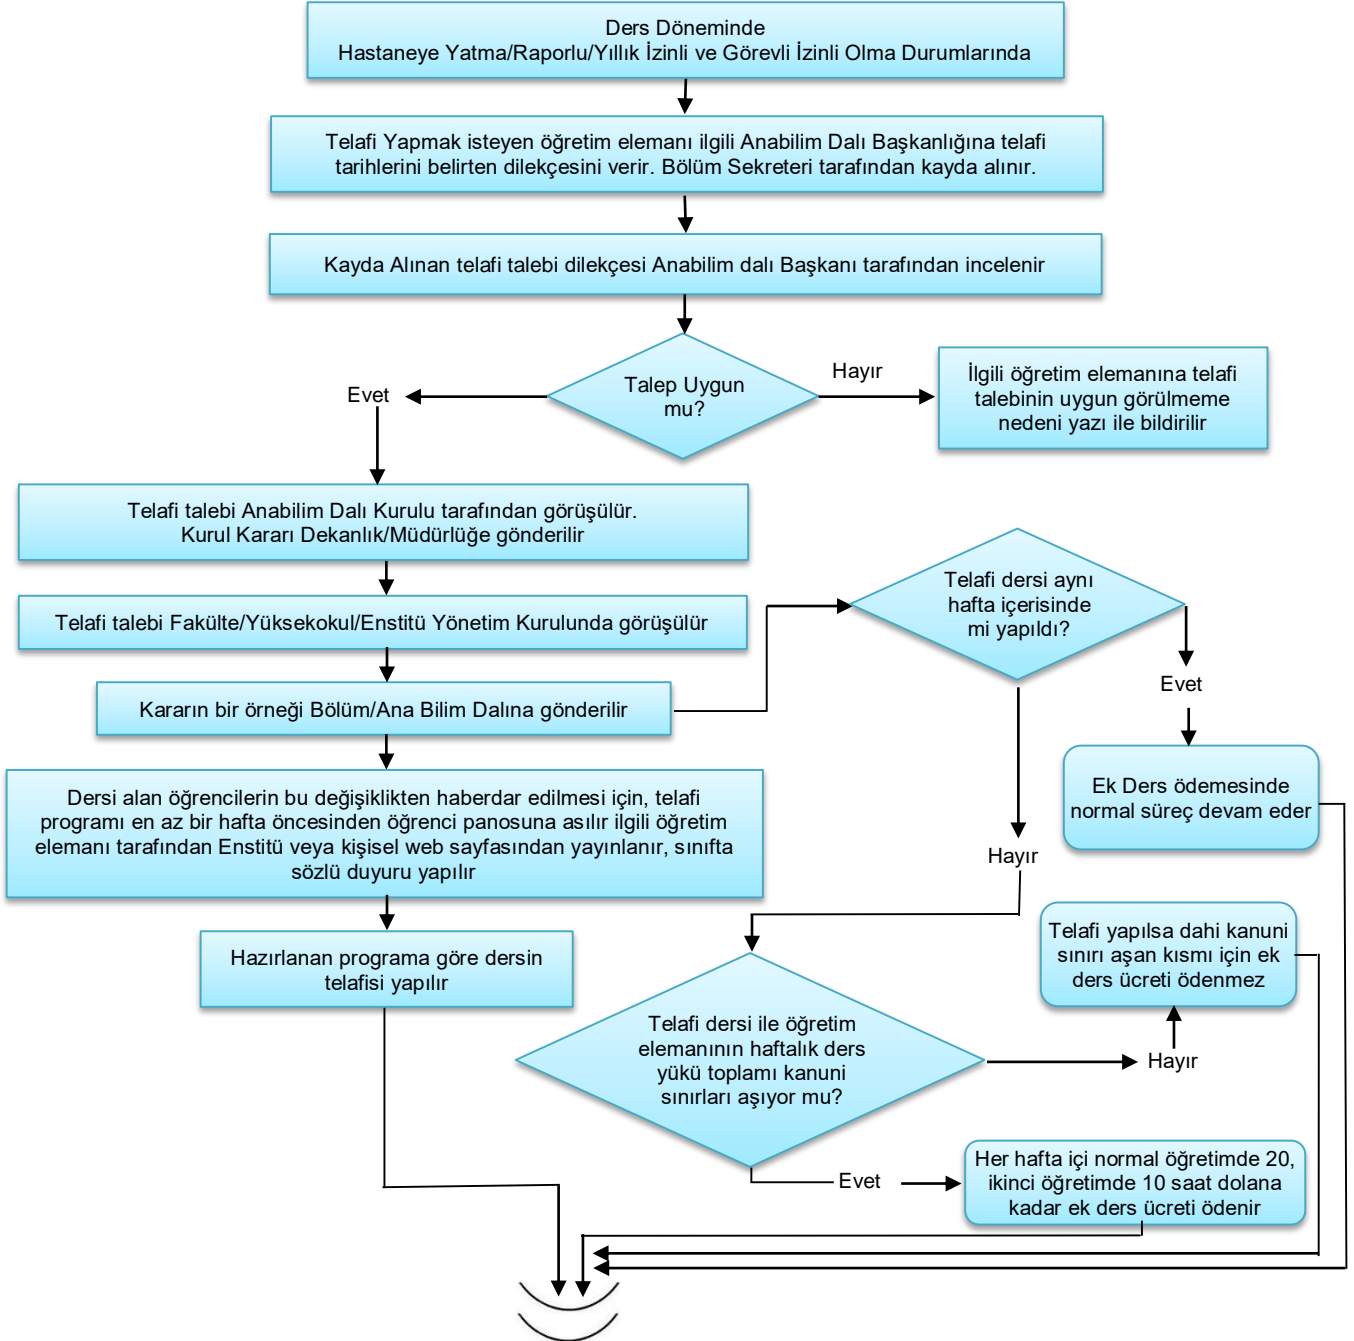 Ders Döneminde
Hastaneye Yatma/Raporlu/Yıllık İzinli ve Görevli İzinli Olma Durumlarında
Telafi Yapmak isteyen öğretim elemanı ilgili Anabilim Dalı Başkanlığına telafi
tarihlerini belirten dilekçesini verir. Bölüm Sekreteri tarafından kayda alınır.
Kayda Alınan telafi talebi dilekçesi Anabilim dalı Başkanı tarafından incelenir
Talep Uygun
mu?
Evet
Hayır
İlgili öğretim elemanına telafi
talebinin uygun görülmeme
nedeni yazı ile bildirilir
Telafi talebi Anabilim Dalı Kurulu tarafından görüşülür.
Kurul Kararı Dekanlık/Müdürlüğe gönderilir
Telafi talebi Fakülte/Yüksekokul/Enstitü Yönetim Kurulunda görüşülür
Kararın bir örneği Bölüm/Ana Bilim Dalına gönderilir
Telafi dersi aynı
hafta içerisinde
mi yapıldı?
Evet
Ek Ders ödemesinde
normal süreç devam eder
Dersi alan öğrencilerin bu değişiklikten haberdar edilmesi için, telafi
programı en az bir hafta öncesinden öğrenci panosuna asılır ilgili öğretim
elemanı tarafından Enstitü veya kişisel web sayfasından yayınlanır, sınıfta
sözlü duyuru yapılır
Hayır
Hazırlanan programa göre dersin
telafisi yapılır
Telafi yapılsa dahi kanuni
sınırı aşan kısmı için ek
ders ücreti ödenmez
Telafi dersi ile öğretim
elemanının haftalık ders
yükü toplamı kanuni
sınırları aşıyor mu?
Hayır
Evet
Her hafta içi normal öğretimde 20,
ikinci öğretimde 10 saat dolana
kadar ek ders ücreti ödenir